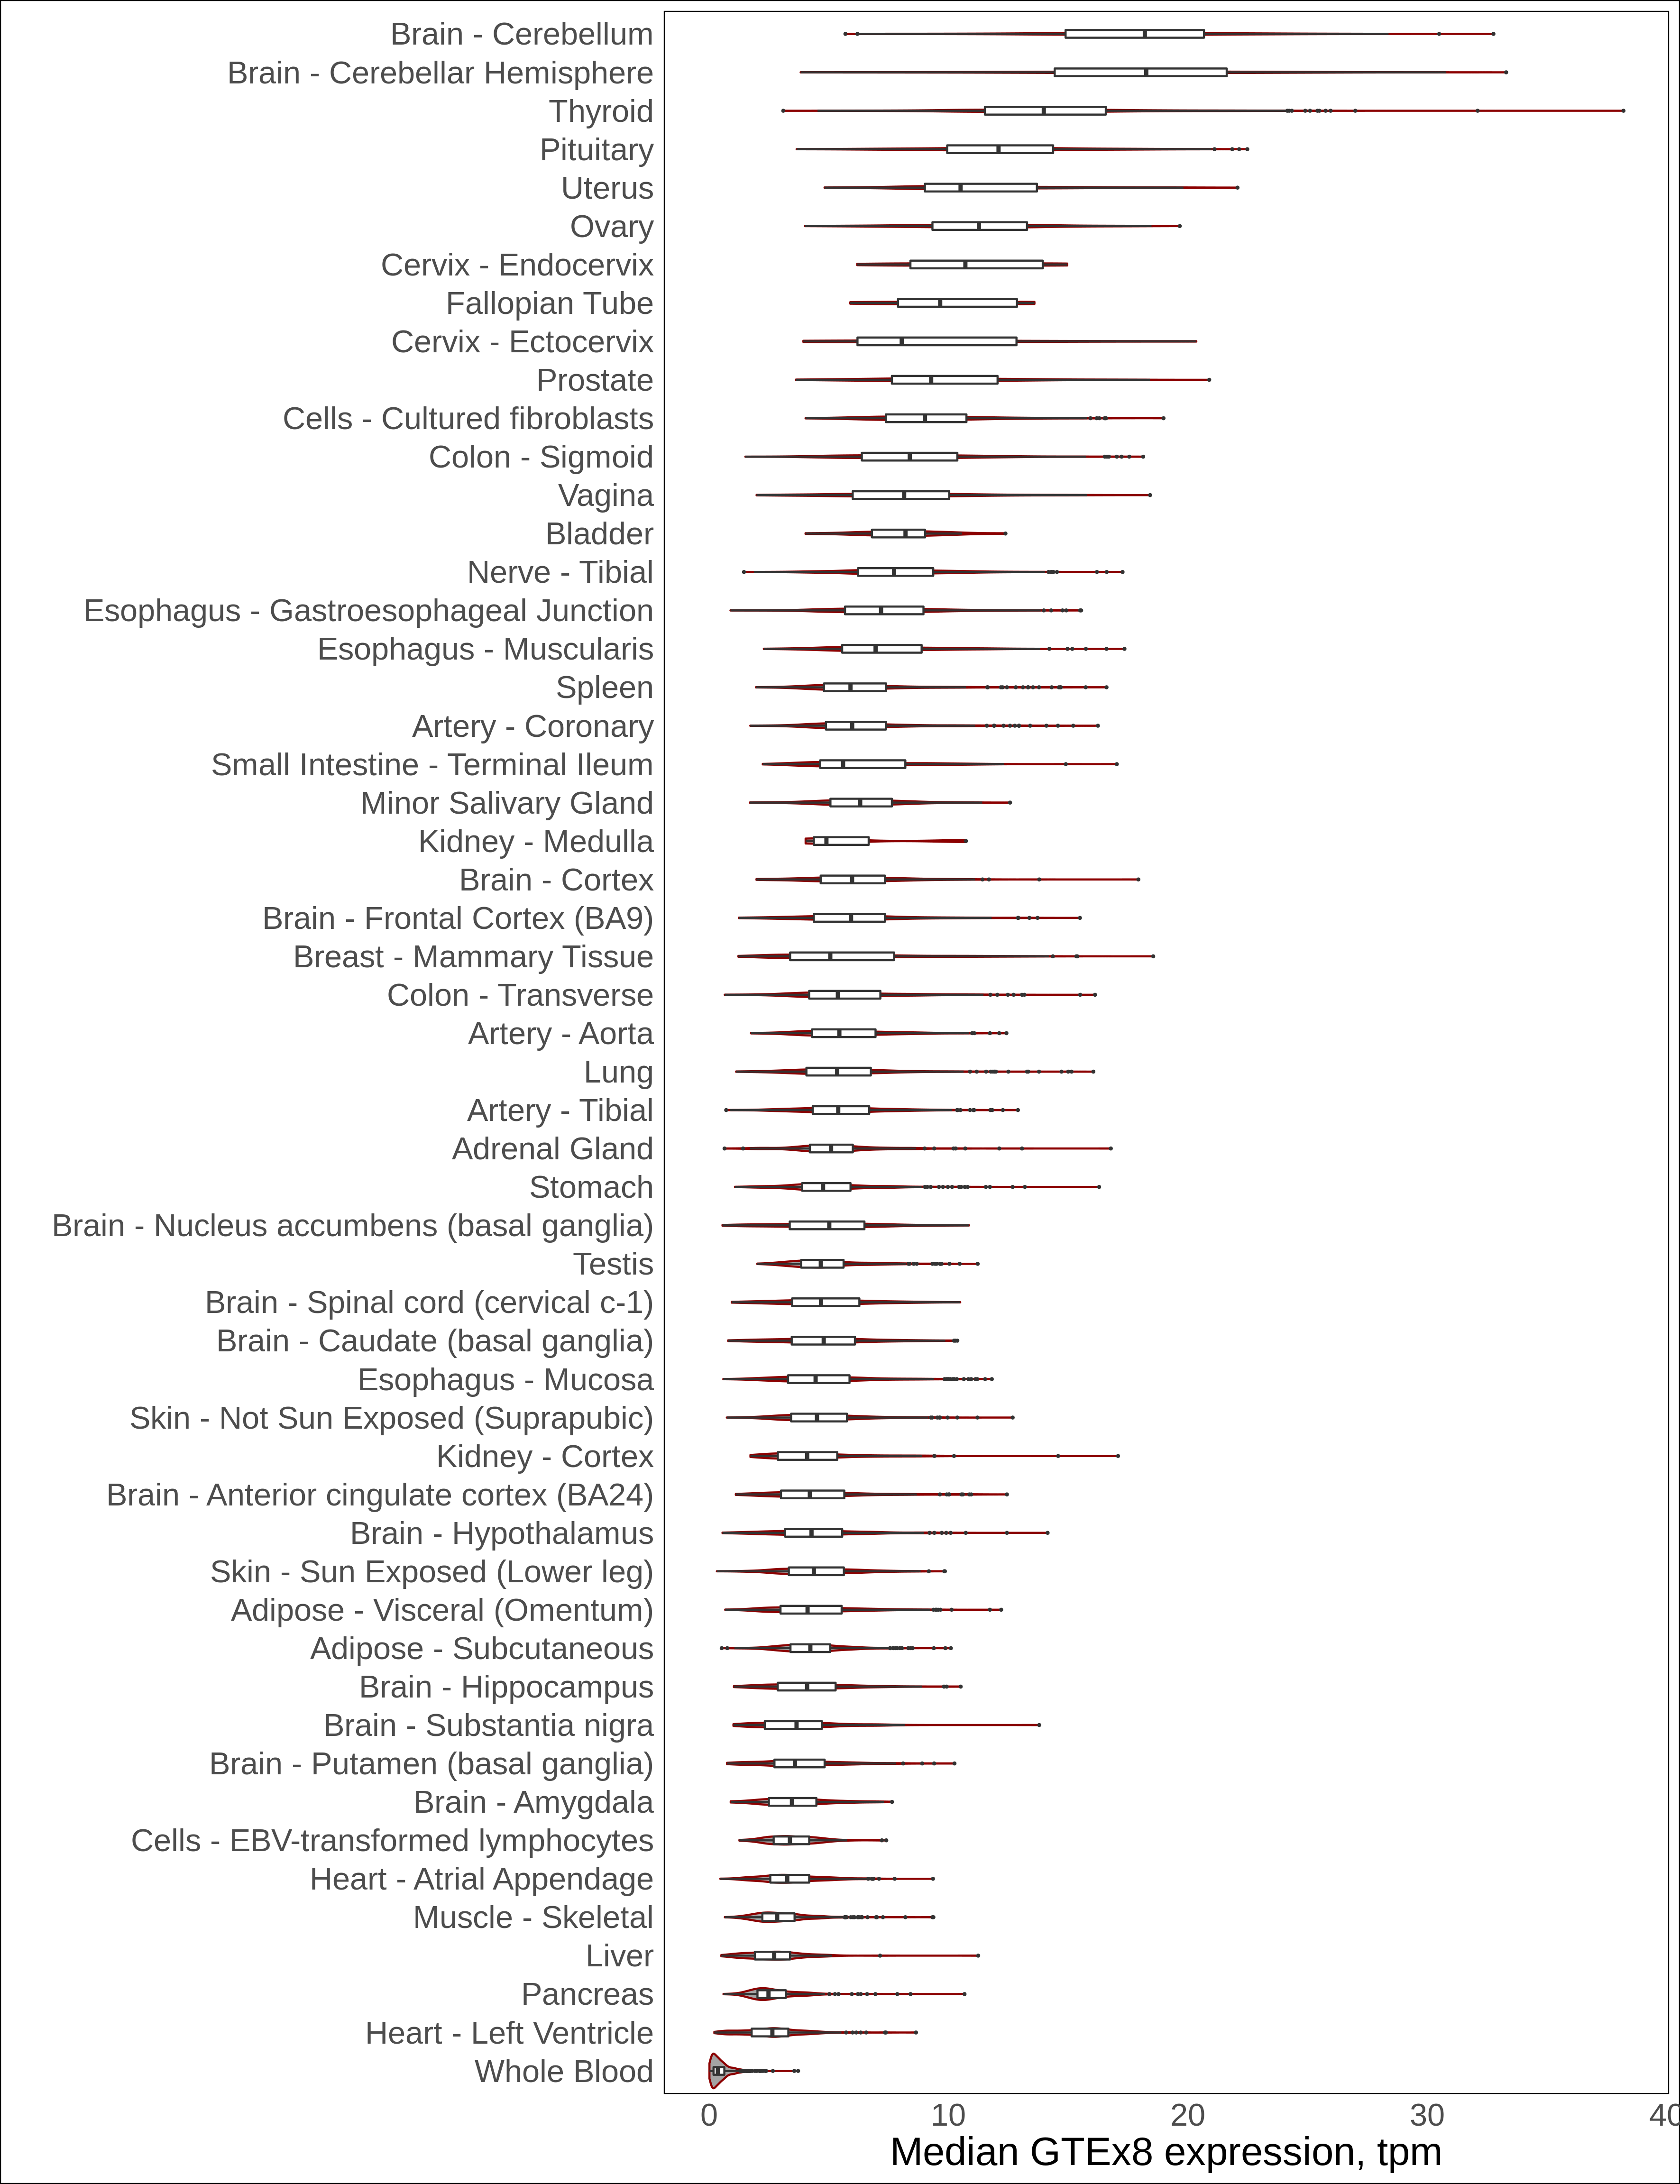 Brain - Cerebellum
Brain - Cerebellar Hemisphere
Thyroid
Pituitary
Uterus
Ovary
Cervix - Endocervix
Fallopian Tube
Cervix - Ectocervix
Prostate
Cells - Cultured fibroblasts
Colon - Sigmoid
Vagina
Bladder
Nerve - Tibial
Esophagus - Gastroesophageal Junction
Esophagus - Muscularis
Spleen
Artery - Coronary
Small Intestine - Terminal Ileum
Minor Salivary Gland
Kidney - Medulla
Brain - Cortex
Brain - Frontal Cortex (BA9)
Breast - Mammary Tissue
Colon - Transverse
Artery - Aorta
Lung
Artery - Tibial
Adrenal Gland
Stomach
Brain - Nucleus accumbens (basal ganglia)
Testis
Brain - Spinal cord (cervical c-1)
Brain - Caudate (basal ganglia)
Esophagus - Mucosa
Skin - Not Sun Exposed (Suprapubic)
Kidney - Cortex
Brain - Anterior cingulate cortex (BA24)
Brain - Hypothalamus
Skin - Sun Exposed (Lower leg)
Adipose - Visceral (Omentum)
Adipose - Subcutaneous
Brain - Hippocampus
Brain - Substantia nigra
Brain - Putamen (basal ganglia)
Brain - Amygdala
Cells - EBV-transformed lymphocytes
Heart - Atrial Appendage
Muscle - Skeletal
Liver
Pancreas
Heart - Left Ventricle
Whole Blood
0 10 20 30 40
Median GTEx8 expression, tpm